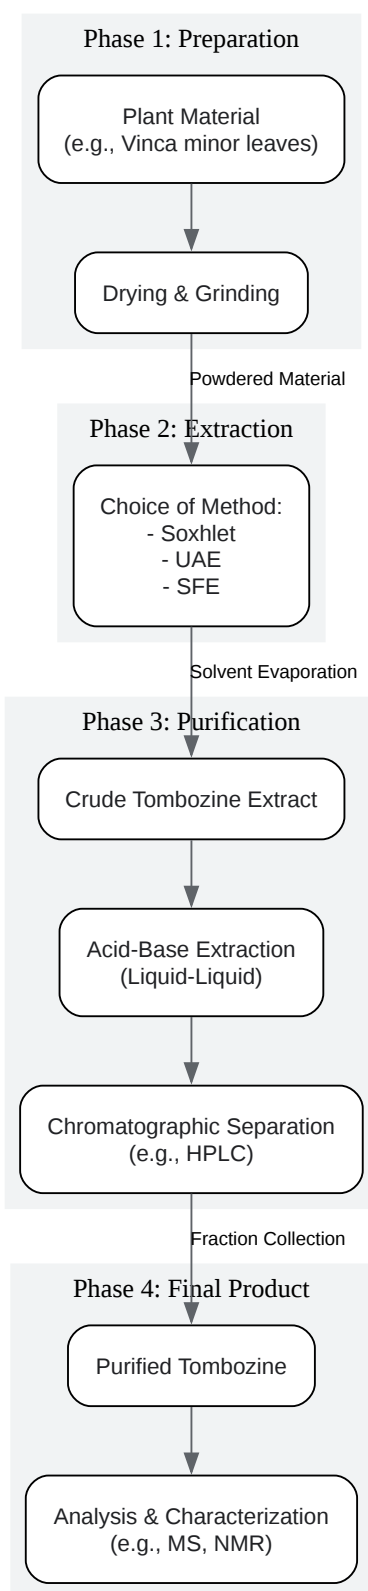 Phase 1: Preparation
Plant Material
(e.g., Vinca minor leaves)
Drying & Grinding
Powdered Material
Phase 2: Extraction
Choice of Method:
- Soxhlet
- UAE
- SFE
Solvent Evaporation
Phase 3: Purification
Crude Tombozine Extract
Acid-Base Extraction
(Liquid-Liquid)
Chromatographic Separation
(e.g., HPLC)
Fraction Collection
Phase 4: Final Product
Purified Tombozine
Analysis & Characterization
(e.g., MS, NMR)